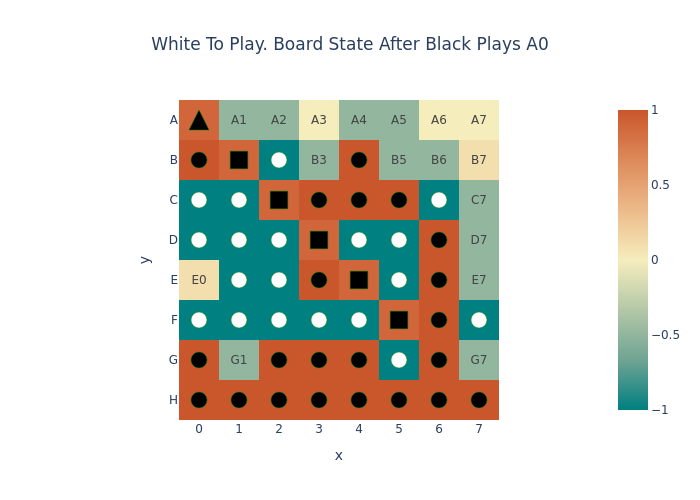 White To Play. Board State After Black Plays A0
A A1 A2 A3 A4 A5 A6 A7
B B3 B5 B6 B7
C C7
D D7
E E0 E7
F
G G1 G7
H
0 1 2 3 4 5 6 7
x
y
1
0.5
0
−0.5
−1